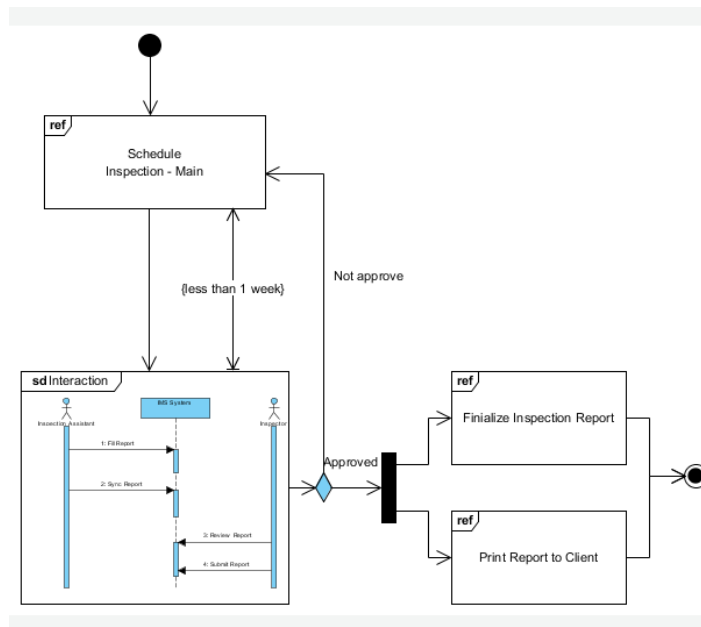 ref
Schedule
Inspection - Main
Not approve
{less than 1 week}
sd Interaction
Inspection Assistant
IMS System
Inspector
1: Fill Report
2: Sync Report
3: Review Report
4: Submit Report
Approved
ref
Finialize Inspection Report
ref
Print Report to Client